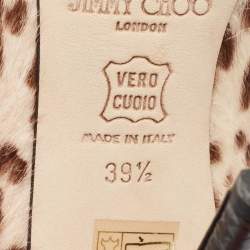 JIMMY CHOO
LONDON
VERO
CUOIO
MADE IN ITALY
39½